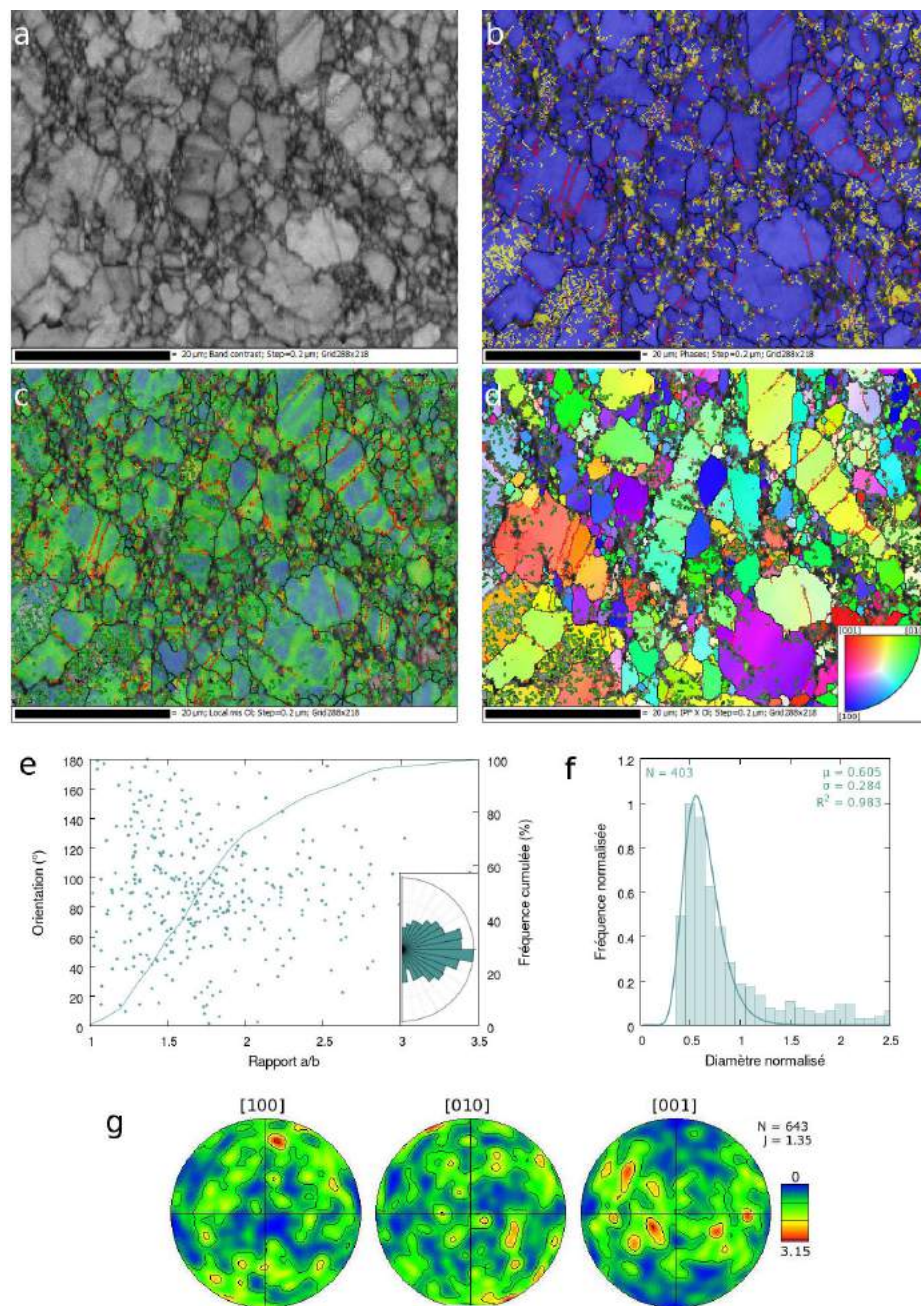 a
b
= 20 µm; Band contrast; Step=0.2 µm; Grid288x218
= 20 µm; Phases; Step=0.2 µm; Grid288x218
c
d
[001]
[100]
= 20 µm; Local mis OI; Step=0.2 µm; Grid288x218
= 20 µm; IPF X OI; Step=0.2 µm; Grid288x218
e
180
160
140
120
100
80
60
40
20
0
Orientation (°)
1
1.5
2
2.5
3
3.5
Rapport a/b
100
80
60
40
20
0
Fréquence cumulée (%)
f
N = 403
µ = 0.605
σ = 0.284
R² = 0.983
1.2
1
0.8
0.6
0.4
0.2
0
Fréquence normalisée
0
0.5
1
1.5
2
2.5
Diamètre normalisé
g
[100]
[010]
[001]
N = 643
J = 1.35
0
3.15